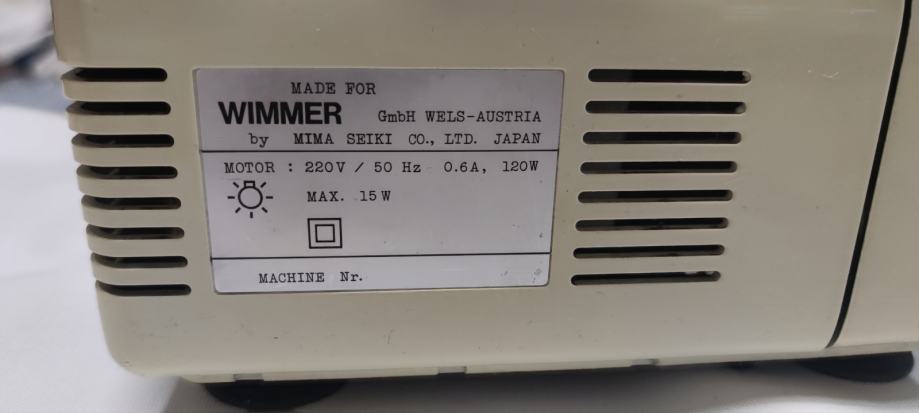 MADE FOR
WIMMER GmbH WELS-AUSTRIA
by MIMA SEIKI CO., LTD. JAPAN
MOTOR : 220V / 50 Hz 0.6A, 120W
MAX. 15W
MACHINE Nr.